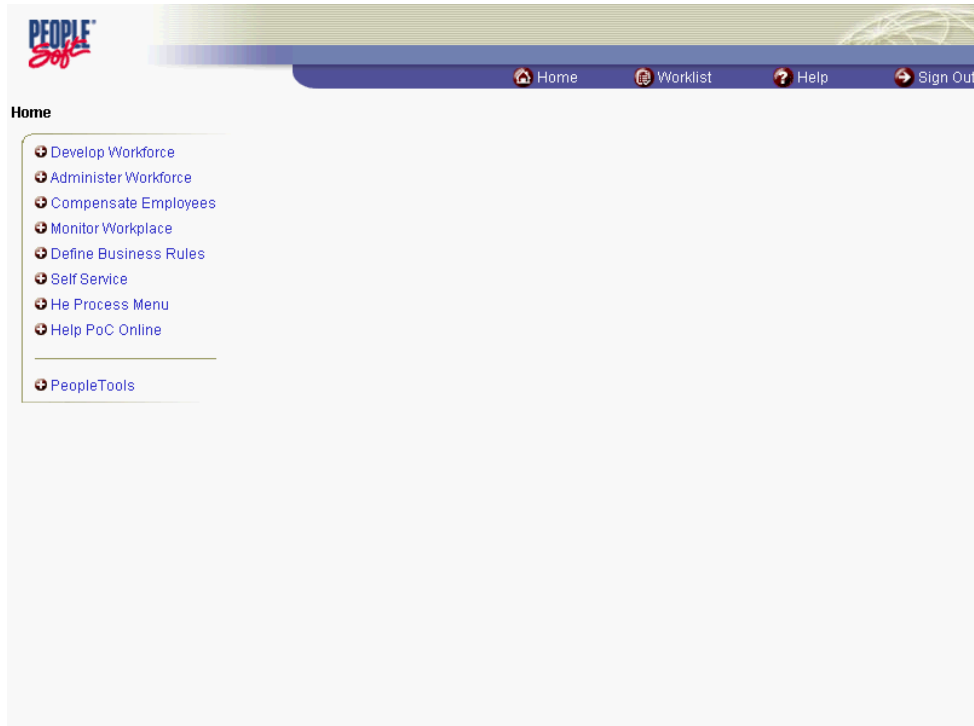 PEOPLE
Soft
Home Worklist Help Sign Out
Home
Develop Workforce
Administer Workforce
Compensate Employees
Monitor Workplace
Define Business Rules
Self Service
He Process Menu
Help PoC Online
PeopleTools